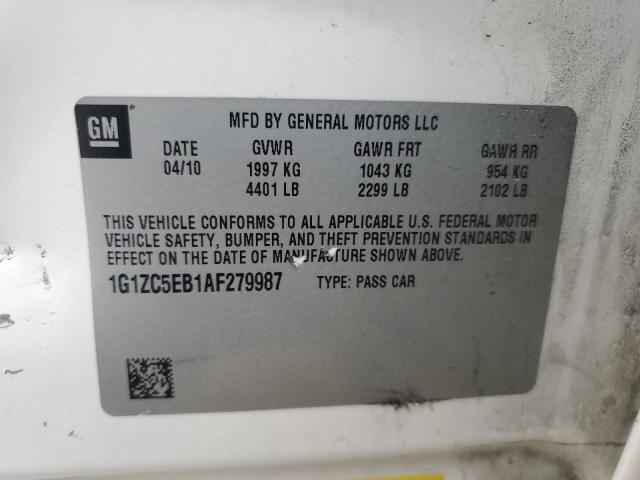 GM
MFD BY GENERAL MOTORS LLC
DATE GVWR GAWR FRT GAWR RR
04/10 1997 KG 1043 KG 954 KG
4401 LB 2299 LB 2102 LB
THIS VEHICLE CONFORMS TO ALL APPLICABLE U.S. FEDERAL MOTOR
VEHICLE SAFETY, BUMPER, AND THEFT PREVENTION STANDARDS IN
EFFECT ON THE DATE OF MANUFACTURE SHOWN ABOVE.
1G1ZC5EB1AF279987 TYPE: PASS CAR